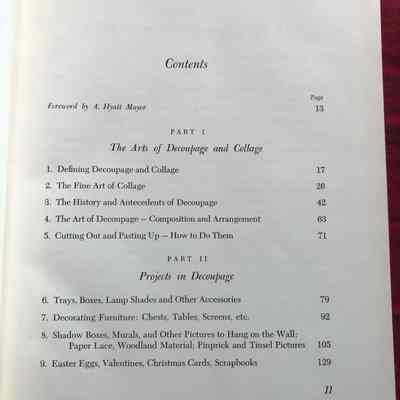 Contents
Page
Foreword by A. Hyatt Mayor 13
PART I
The Arts of Decoupage and Collage
1. Defining Decoupage and Collage 17
2. The Fine Art of Collage 26
3. The History and Antecedents of Decoupage 42
4. The Art of Decoupage — Composition and Arrangement 63
5. Cutting Out and Pasting Up — How to Do Them 71
PART II
Projects in Decoupage
6. Trays, Boxes, Lamp Shades and Other Accessories 79
7. Decorating Furniture: Chests, Tables, Screens, etc. 92
8. Shadow Boxes, Murals, and Other Pictures to Hang on the Wall:
Paper Lace, Woodland Material; Pinprick and Tinsel Pictures 105
9. Easter Eggs, Valentines, Christmas Cards, Scrapbooks 129
11